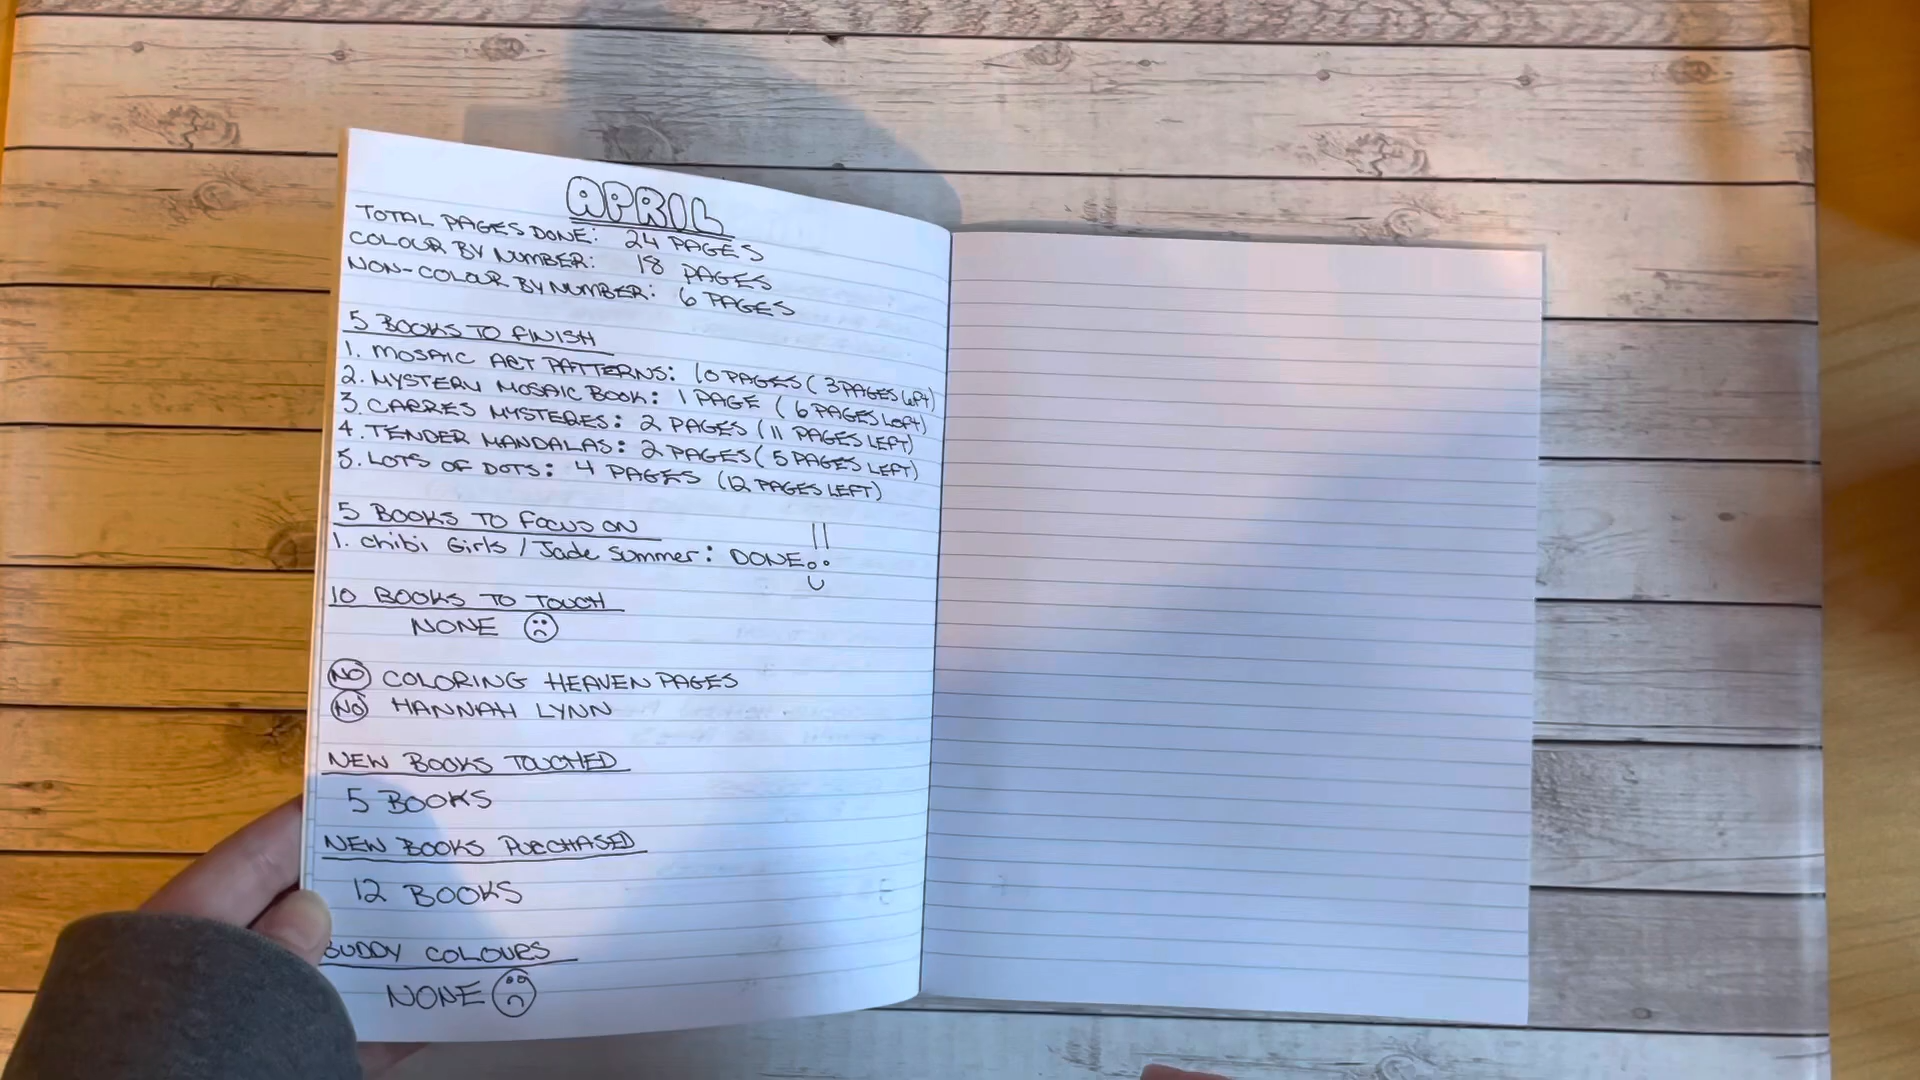 APRIL
TOTAL PAGES DONE: 24 PAGES
COLOUR BY NUMBER: 18 PAGES
NON-COLOUR BY NUMBER: 6 PAGES
5 BOOKS TO FINISH
1. MOSAIC ART PATTERNS: 10 PAGES (3 PAGES LEFT)
2. MYSTERY MOSAIC BOOK: 1 PAGE (6 PAGES LEFT)
3. CARRES MYSTERES: 2 PAGES (11 PAGES LEFT)
4. TENDER MANDALAS: 2 PAGES (5 PAGES LEFT)
5. LOTS OF DOTS: 4 PAGES (12 PAGES LEFT)
5 BOOKS TO FOCUS ON
1. Chibi Girls / Jade Summer: DONE!!
10 BOOKS TO TOUCH
NONE
NO COLORING HEAVEN PAGES
NO HANNAH LYNN
NEW BOOKS TOUCHED
5 BOOKS
NEW BOOKS PURCHASED
12 BOOKS
BUDDY COLOURS
NONE